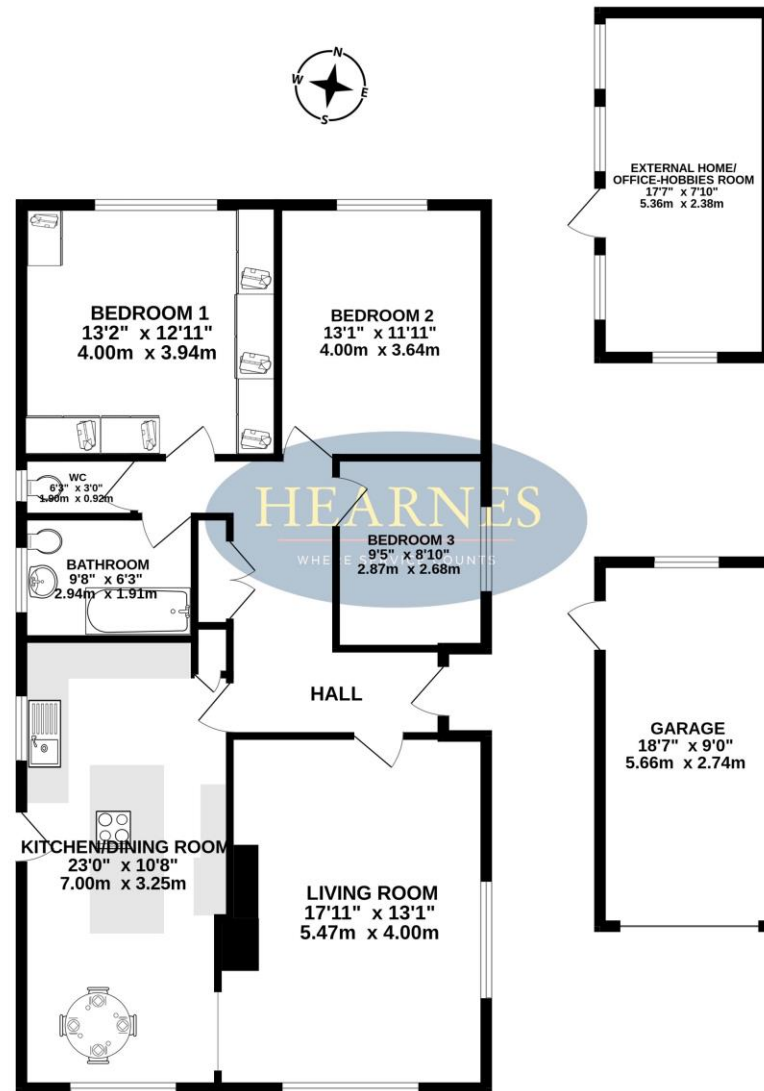 N
W
E
S
EXTERNAL HOME/
OFFICE-HOBBIES ROOM
17'7" x 7'10"
5.36m x 2.38m
BEDROOM 1
13'2" x 12'11"
4.00m x 3.94m
BEDROOM 2
13'1" x 11'11"
4.00m x 3.64m
WC
6'3" x 3'0"
1.90m x 0.92m
HEARNES
WHERE SERVICE COUNTS
BEDROOM 3
9'5" x 8'10"
2.87m x 2.68m
BATHROOM
9'8" x 6'3"
2.94m x 1.91m
HALL
GARAGE
18'7" x 9'0"
5.66m x 2.74m
KITCHEN/DINING ROOM
23'0" x 10'8"
7.00m x 3.25m
LIVING ROOM
17'11" x 13'1"
5.47m x 4.00m